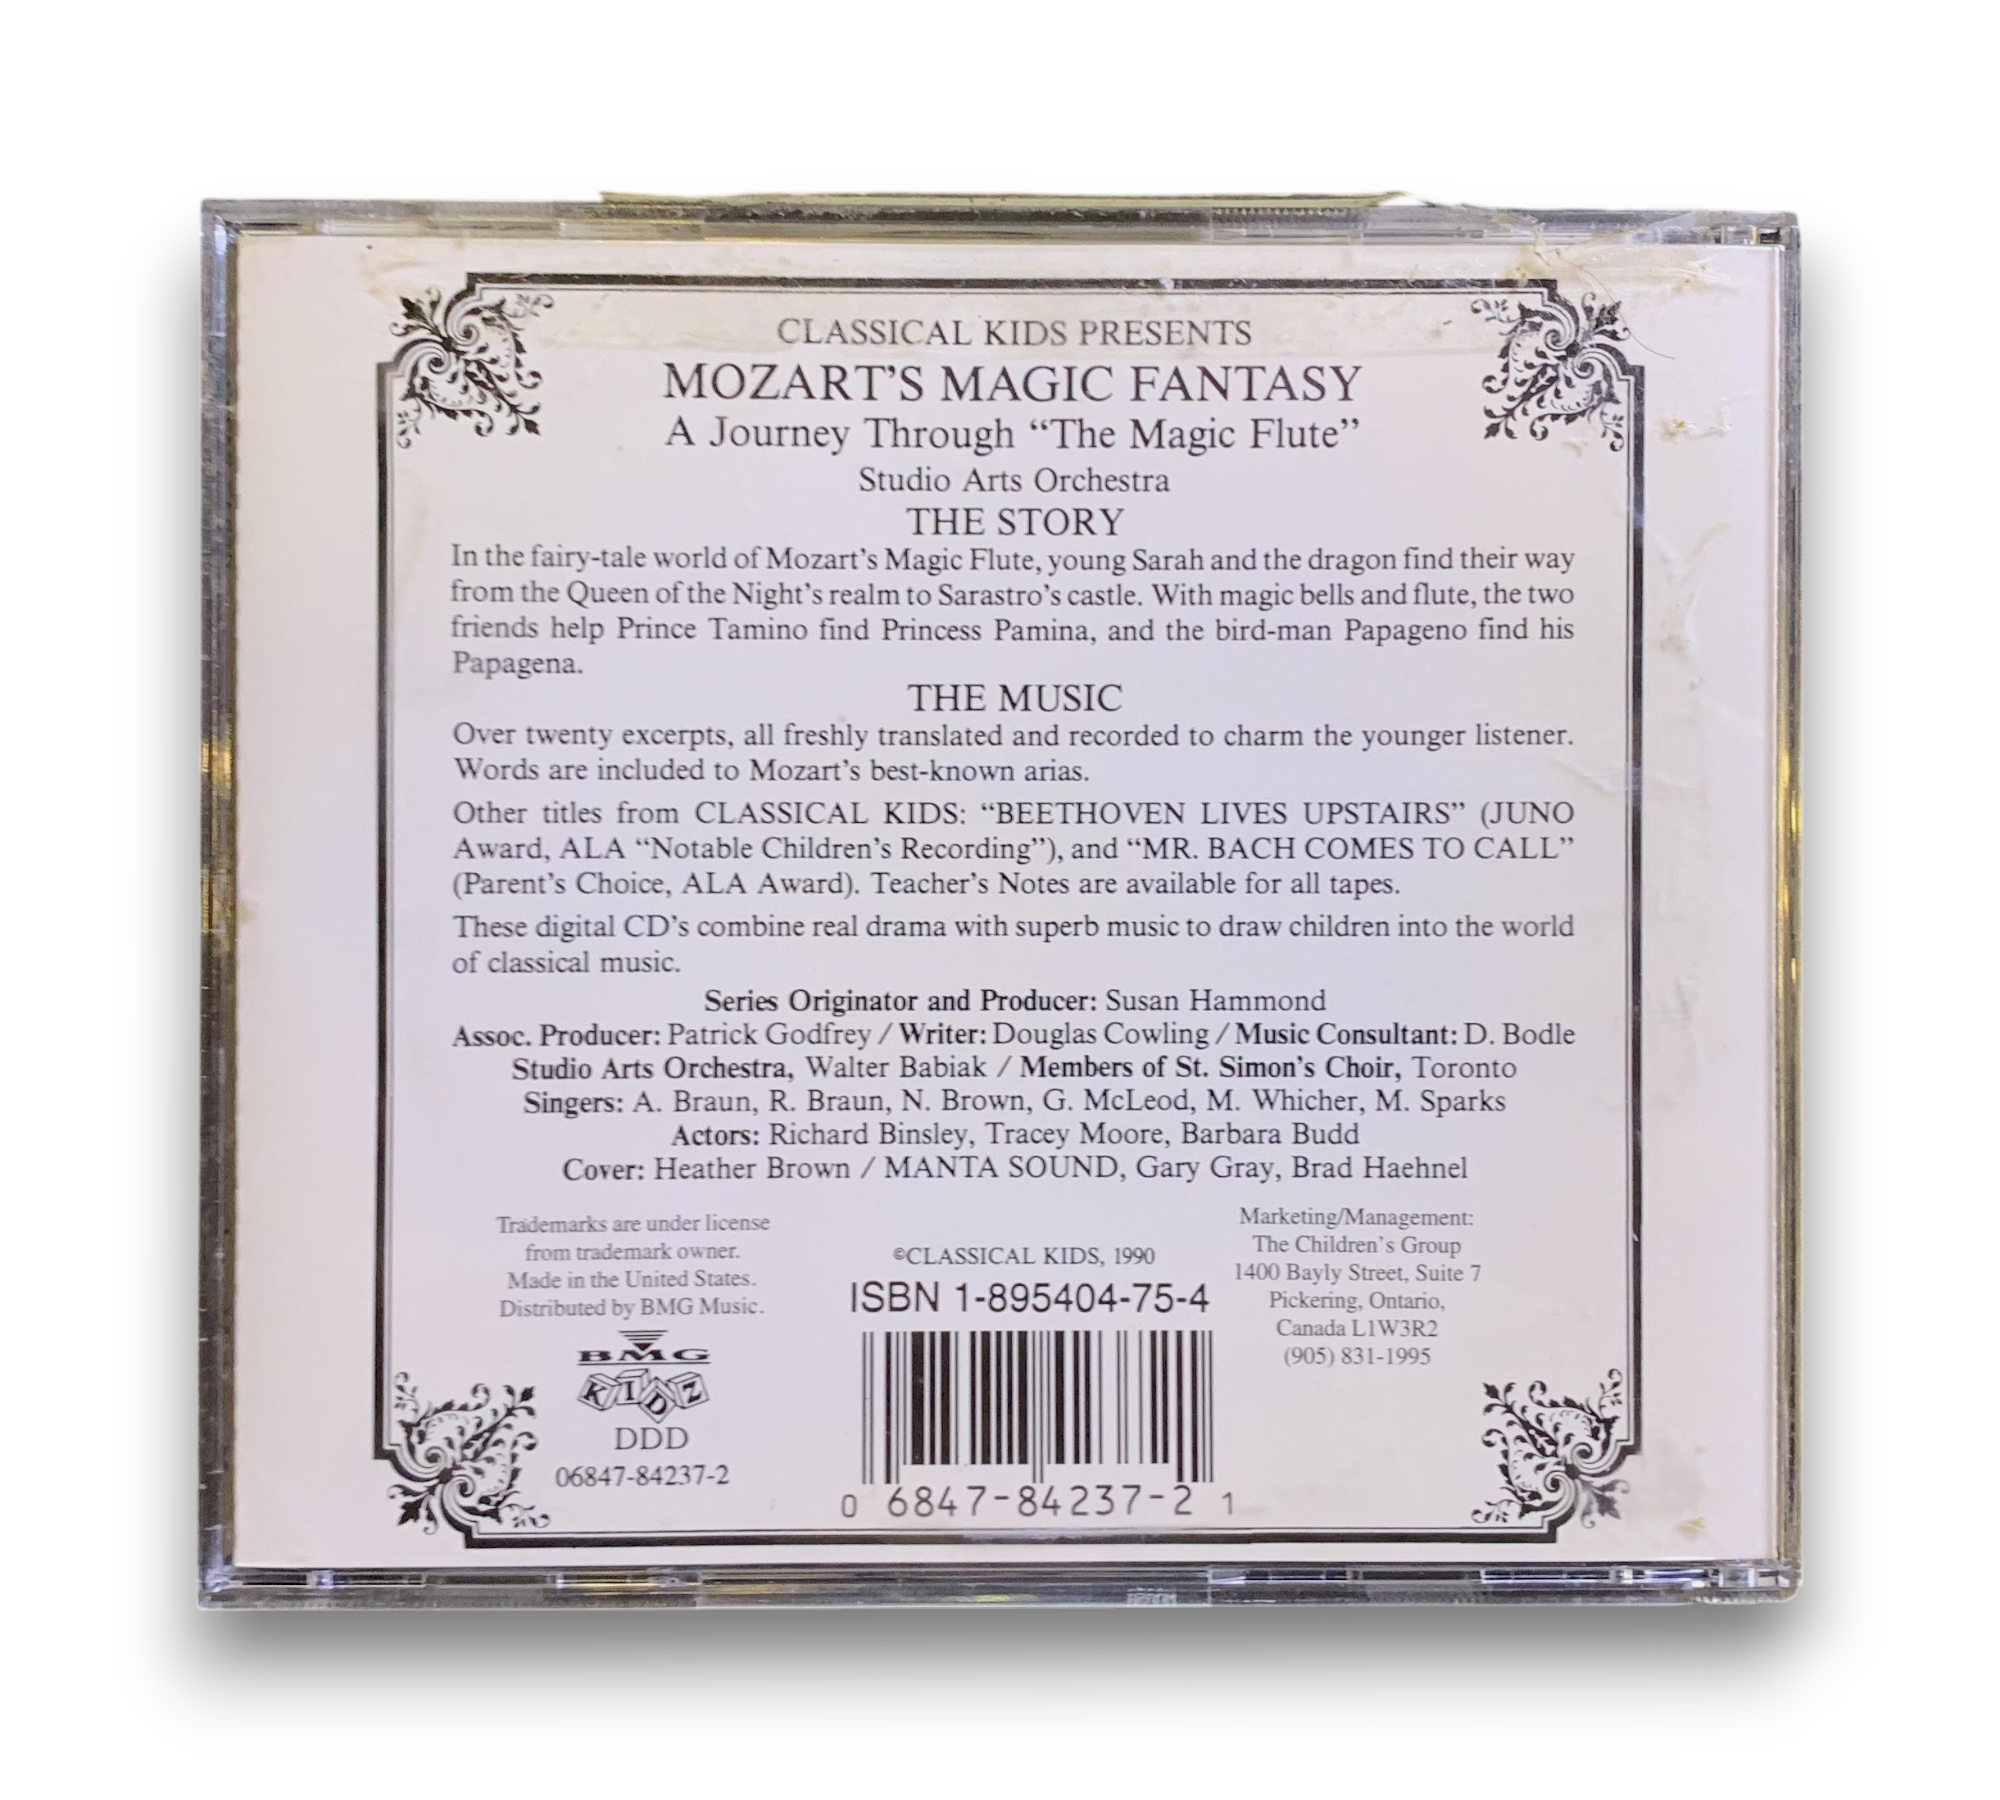 CLASSICAL KIDS PRESENTS
MOZART'S MAGIC FANTASY
A Journey Through “The Magic Flute”
Studio Arts Orchestra
THE STORY
In the fairy-tale world of Mozart's Magic Flute, young Sarah and the dragon find their way
from the Queen of the Night's realm to Sarastro's castle. With magic bells and flute, the two
friends help Prince Tamino find Princess Pamina, and the bird-man Papageno find his
Papagena.
THE MUSIC
Over twenty excerpts, all freshly translated and recorded to charm the younger listener.
Words are included to Mozart's best-known arias.
Other titles from CLASSICAL KIDS: “BEETHOVEN LIVES UPSTAIRS” (JUNO
Award, ALA “Notable Children's Recording”), and “MR. BACH COMES TO CALL”
(Parent's Choice, ALA Award). Teacher's Notes are available for all tapes.
These digital CD's combine real drama with superb music to draw children into the world
of classical music.
Series Originator and Producer: Susan Hammond
Assoc. Producer: Patrick Godfrey / Writer: Douglas Cowling / Music Consultant: D. Bodle
Studio Arts Orchestra, Walter Babiak / Members of St. Simon's Choir, Toronto
Singers: A. Braun, R. Braun, N. Brown, G. McLeod, M. Whicher, M. Sparks
Actors: Richard Binsley, Tracey Moore, Barbara Budd
Cover: Heather Brown / MANTA SOUND, Gary Gray, Brad Haehnel
Trademarks are under license
from trademark owner.
Made in the United States.
Distributed by BMG Music.
BMG
KIDZ
DDD
06847-84237-2
©CLASSICAL KIDS, 1990
ISBN 1-895404-75-4
0 6847-84237-2 1
Marketing/Management:
The Children's Group
1400 Bayly Street, Suite 7
Pickering, Ontario,
Canada L1W3R2
(905) 831-1995